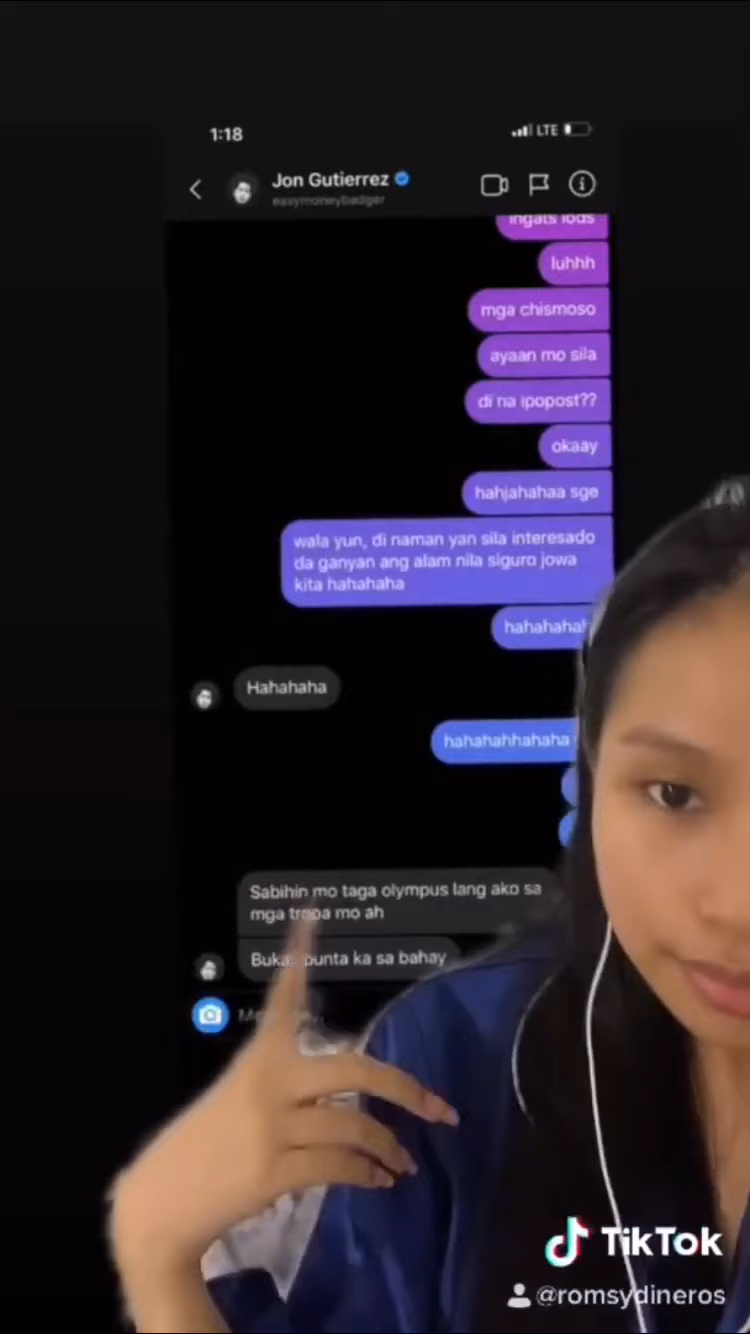 1:18
LTE
Jon Gutierrez
easymoneybadger
ingats lods
luhhh
mga chismoso
ayaan mo sila
di na ipopost??
okaay
hahjahahaa sge
wala yun, di naman yan sila interesado
da ganyan ang alam nila siguro jowa
kita hahahaha
hahahahah
Hahahaha
hahahahhahaha
Sabihin mo taga olympus lang ako sa
mga tropa mo ah
punta ka sa bahay
TikTok
@romsydineros